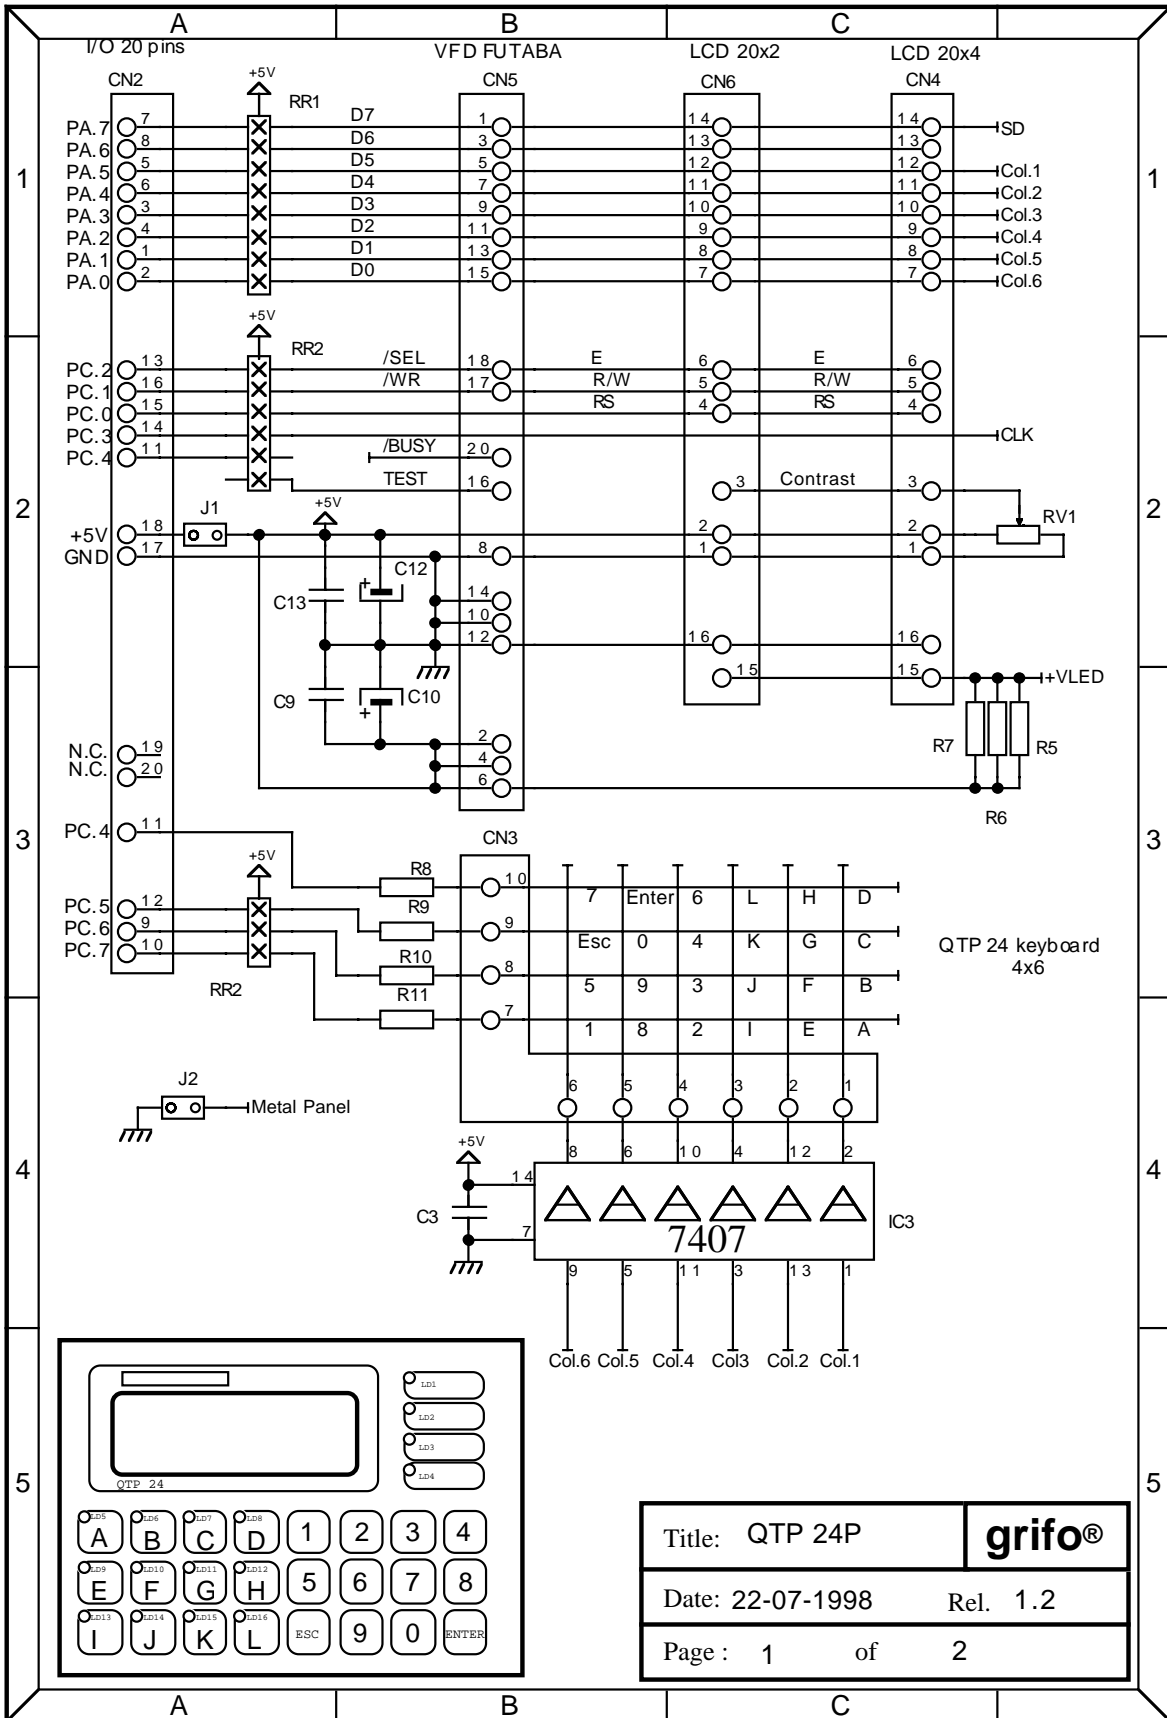 A B C
I/O 20 pins VFD FUTABA LCD 20x2 LCD 20x4
CN2 +5V RR1 CN5 CN6 CN4
PA.7 7 D7 1 14 14 SD
PA.6 8 D6 3 13 13
PA.5 5 D5 5 12 12 Col.1
PA.4 6 D4 7 11 11 Col.2
PA.3 3 D3 9 10 10 Col.3
PA.2 4 D2 11 9 9 Col.4
PA.1 1 D1 13 8 8 Col.5
PA.0 2 D0 15 7 7 Col.6
1 1
+5V
RR2
PC.2 13 /SEL 18 E 6 E 6
PC.1 16 /WR 17 R/W 5 R/W 5
PC.0 15 RS 4 RS 4
PC.3 14 CLK
PC.4 11 /BUSY 20
TEST 16 3 Contrast 3
2 2
J1 +5V RV1
+5V 18 2 2
GND 17 8 1 1
C13 + C12
14
10
12 16 16
15 15 +VLED
C9 + C10
R7 R5
R6
N.C. 19 2
N.C. 20 4
6
3 3
PC.4 11 CN3
+5V
R8 10 7 Enter 6 L H D
PC.5 12 R9 9 Esc 0 4 K G C
PC.6 9 R10 8 5 9 3 J F B
PC.7 10 R11 7 1 8 2 I E A
RR2
QTP 24 keyboard
4x6
J2
Metal Panel
6 5 4 3 2 1
4 4
+5V
8 6 10 4 12 2
14
C3 7407 IC3
7
9 5 11 3 13 1
Col.6 Col.5 Col.4 Col3 Col.2 Col.1
LD1
LD2
LD3
LD4
QTP 24
5 5
LD5 LD6 LD7 LD8
A B C D 1 2 3 4
LD9 LD10 LD11 LD12
E F G H 5 6 7 8
LD13 LD14 LD15 LD16
I J K L ESC 9 0 ENTER
Title: QTP 24P grifo®
Date: 22-07-1998 Rel. 1.2
Page : 1 of 2
A B C